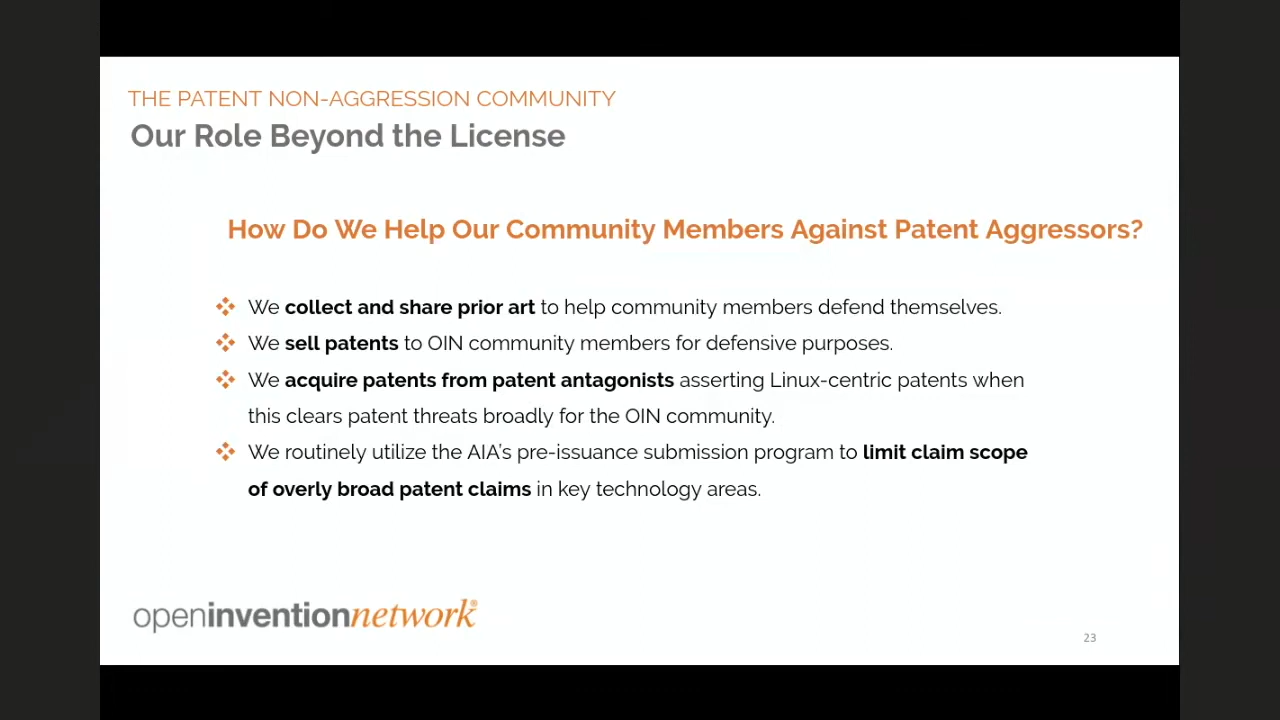 THE PATENT NON-AGGRESSION COMMUNITY
Our Role Beyond the License
How Do We Help Our Community Members Against Patent Aggressors?
We collect and share prior art to help community members defend themselves.
We sell patents to OIN community members for defensive purposes.
We acquire patents from patent antagonists asserting Linux-centric patents when
this clears patent threats broadly for the OIN community.
We routinely utilize the AIA’s pre-issuance submission program to limit claim scope
of overly broad patent claims in key technology areas.
openinventionnetwork®
23